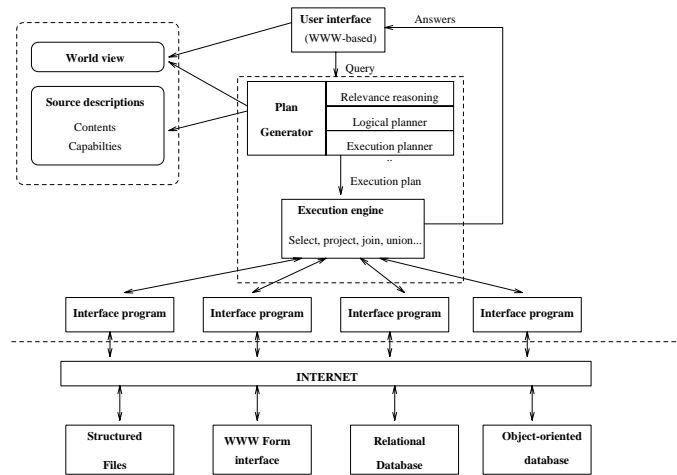 User interface
(WWW-based)
Answers
World view
Query
Source descriptions
Contents
Capabilties
Plan
Generator
Relevance reasoning
Logical planner
Execution planner
..
Execution plan
Execution engine
Select, project, join, union...
Interface program
Interface program
Interface program
Interface program
INTERNET
Structured
Files
WWW Form
interface
Relational
Database
Object-oriented
database